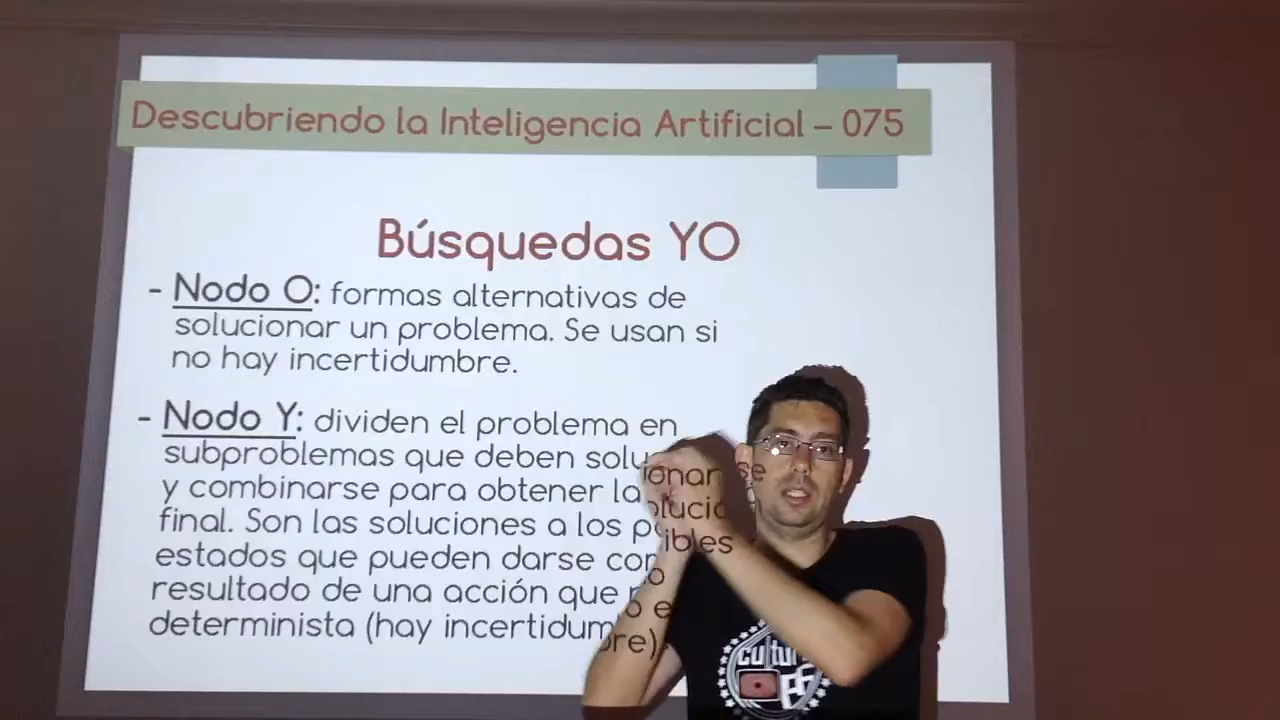 Descubriendo la Inteligencia Artificial – 075
Búsquedas YO
- Nodo O: formas alternativas de
solucionar un problema. Se usan si
no hay incertidumbre.
- Nodo Y: dividen el problema en
subproblemas que deben solucionarse
y combinarse para obtener la solución
final. Son las soluciones a los posibles
estados que pueden darse como
resultado de una acción que no es
determinista (hay incertidumbre).